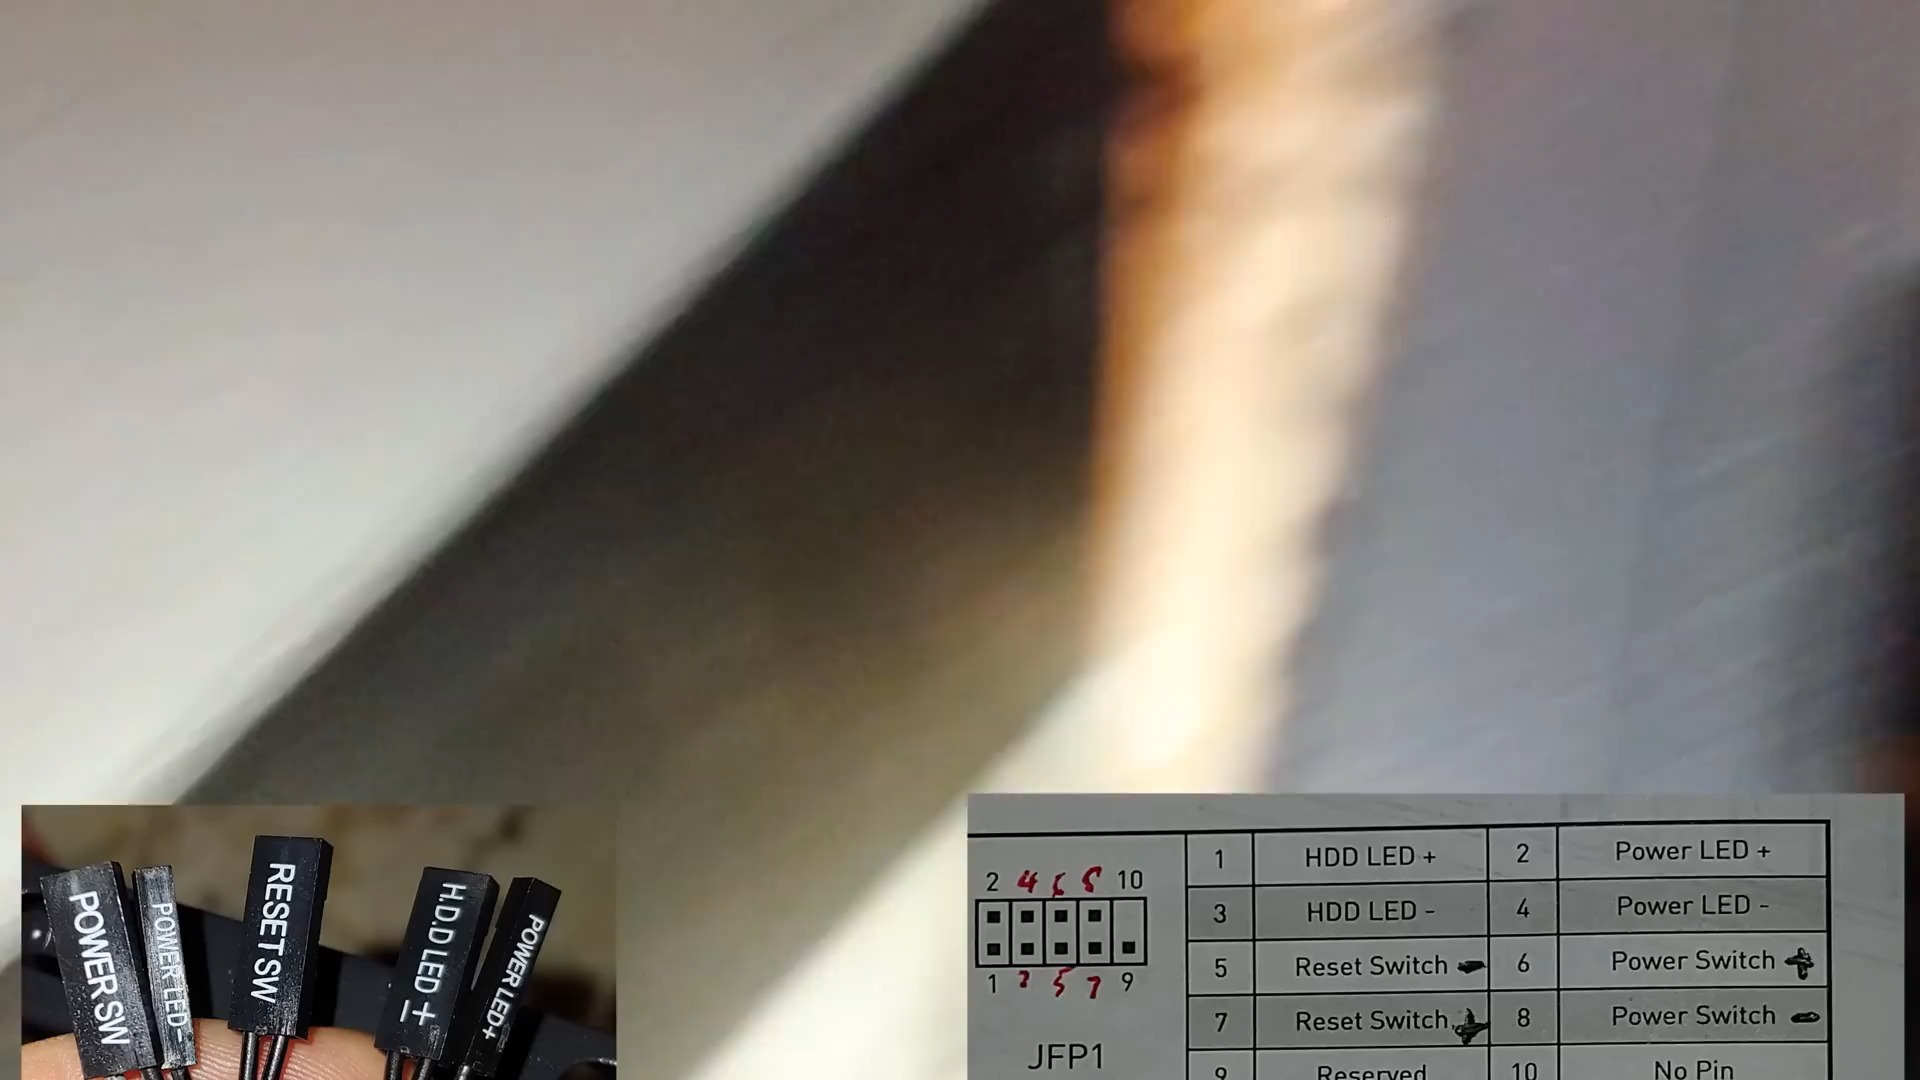 POWER SW
POWER LED-
RESET SW
H.D.D LED
- +
POWER LED+
2 4 6 8 10
1 3 5 7 9
JFP1
1 HDD LED + 2 Power LED +
3 HDD LED - 4 Power LED -
5 Reset Switch - 6 Power Switch +
7 Reset Switch + 8 Power Switch -
9 Reserved 10 No Pin